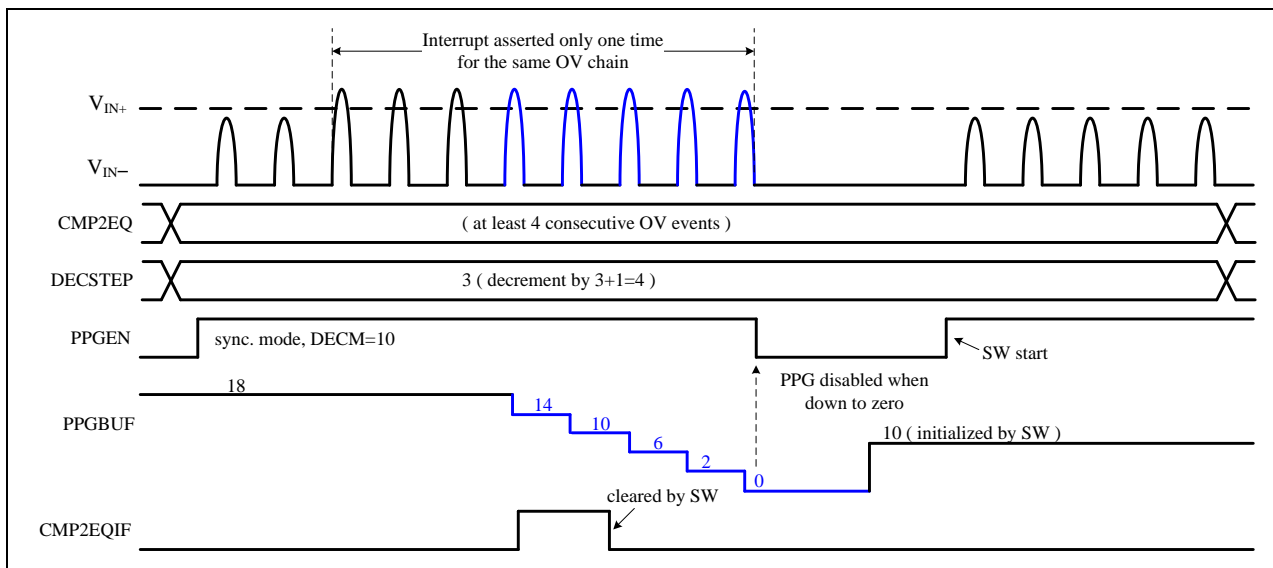 Interrupt asserted only one time
for the same OV chain
VIN+
VIN−
CMP2EQ
( at least 4 consecutive OV events )
DECSTEP
3 ( decrement by 3+1=4 )
PPGEN
sync. mode, DECM=10
SW start
PPG disabled when
down to zero
PPGBUF
18
14
10
6
2
0
10 ( initialized by SW )
cleared by SW
CMP2EQIF